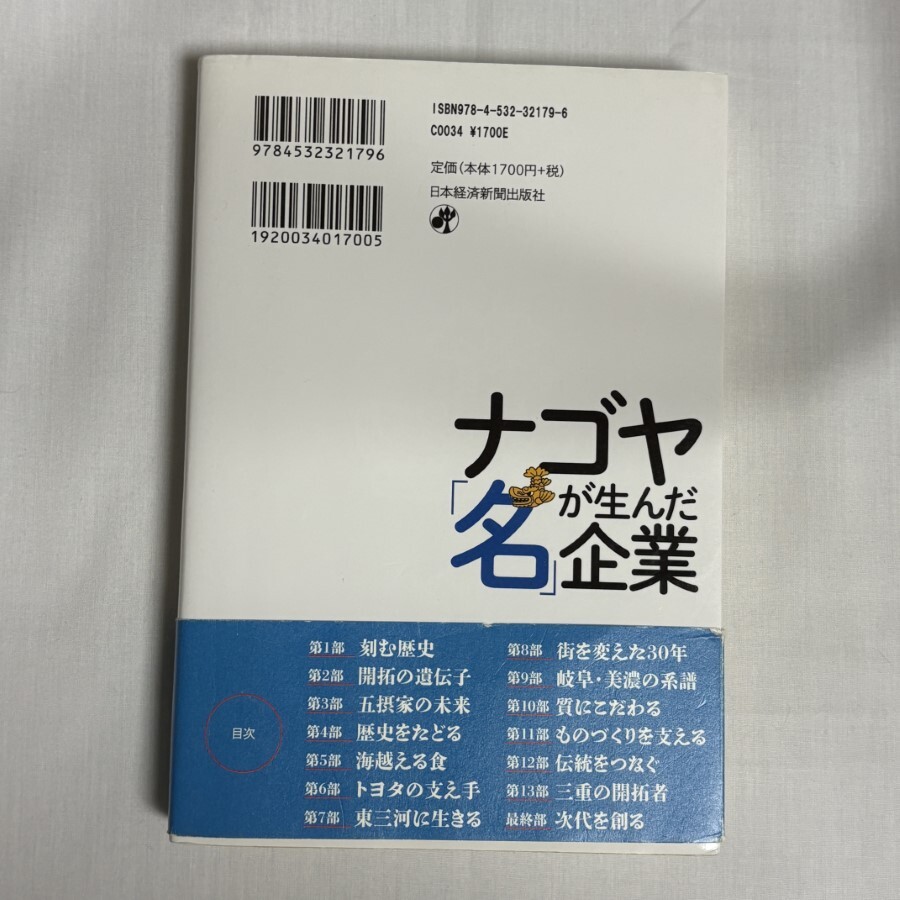 9784532321796
1920034017005
ISBN978-4-532-32179-6
C0034 ¥1700E
定価(本体1700円+税)
日本経済新聞出版社
ナゴヤ
が生んだ
「名」企業
目次
第1部 刻む歴史
第2部 開拓の遺伝子
第3部 五摂家の未来
第4部 歴史をたどる
第5部 海越える食
第6部 トヨタの支え手
第7部 東三河に生きる
第8部 街を変えた30年
第9部 岐阜・美濃の系譜
第10部 質にこだわる
第11部 ものづくりを支える
第12部 伝統をつなぐ
第13部 三重の開拓者
最終部 次代を創る